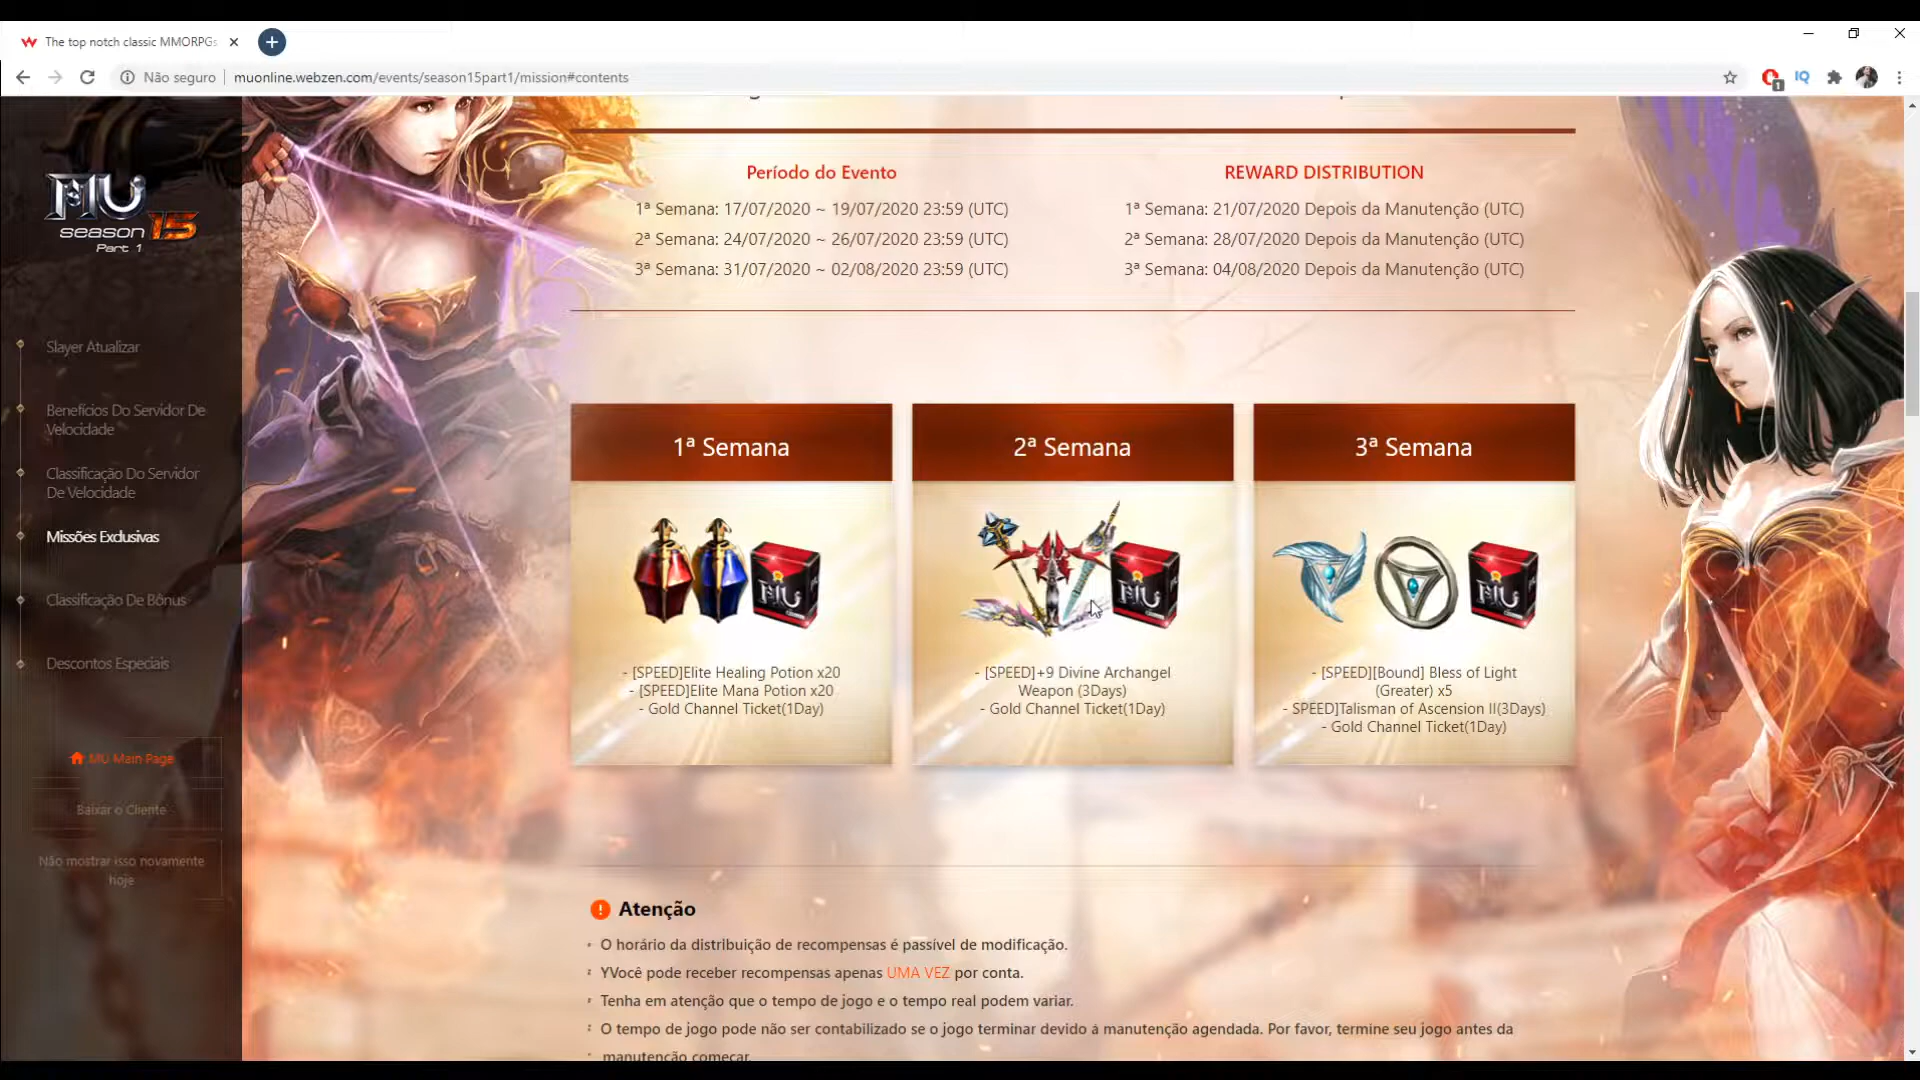 The top notch classic MMORPGs
Não seguro
muonline.webzen.com/events/season15part1/mission#contents
IQ
1
MU
season 15
Part 1
Slayer Atualizar
Benefícios Do Servidor De
Velocidade
Classificação Do Servidor
De Velocidade
Missões Exclusivas
Classificação De Bônus
Descontos Especiais
MU Main Page
Baixar o Cliente
Não mostrar isso novamente
hoje
Período do Evento
1ª Semana: 17/07/2020 ~ 19/07/2020 23:59 (UTC)
2ª Semana: 24/07/2020 ~ 26/07/2020 23:59 (UTC)
3ª Semana: 31/07/2020 ~ 02/08/2020 23:59 (UTC)
REWARD DISTRIBUTION
1ª Semana: 21/07/2020 Depois da Manutenção (UTC)
2ª Semana: 28/07/2020 Depois da Manutenção (UTC)
3ª Semana: 04/08/2020 Depois da Manutenção (UTC)
1ª Semana
MU
- [SPEED]Elite Healing Potion x20
- [SPEED]Elite Mana Potion x20
- Gold Channel Ticket(1Day)
2ª Semana
MU
- [SPEED]+9 Divine Archangel
Weapon (3Days)
- Gold Channel Ticket(1Day)
3ª Semana
MU
- [SPEED][Bound] Bless of Light
(Greater) x5
- SPEED]Talisman of Ascension II(3Days)
- Gold Channel Ticket(1Day)
Atenção
O horário da distribuição de recompensas é passível de modificação.
YVocê pode receber recompensas apenas UMA VEZ por conta.
Tenha em atenção que o tempo de jogo e o tempo real podem variar.
O tempo de jogo pode não ser contabilizado se o jogo terminar devido á manutenção agendada. Por favor, termine seu jogo antes da
manutenção começar.